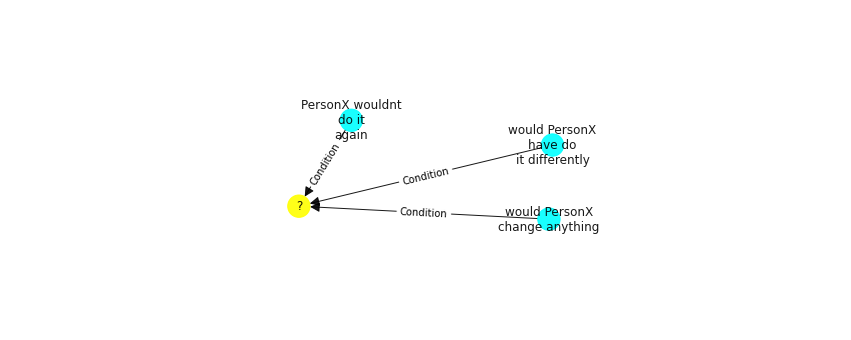 PersonX wouldnt
do it
again
would PersonX
have do
it differently
Condition
Condition
?
Condition
would PersonX
change anything